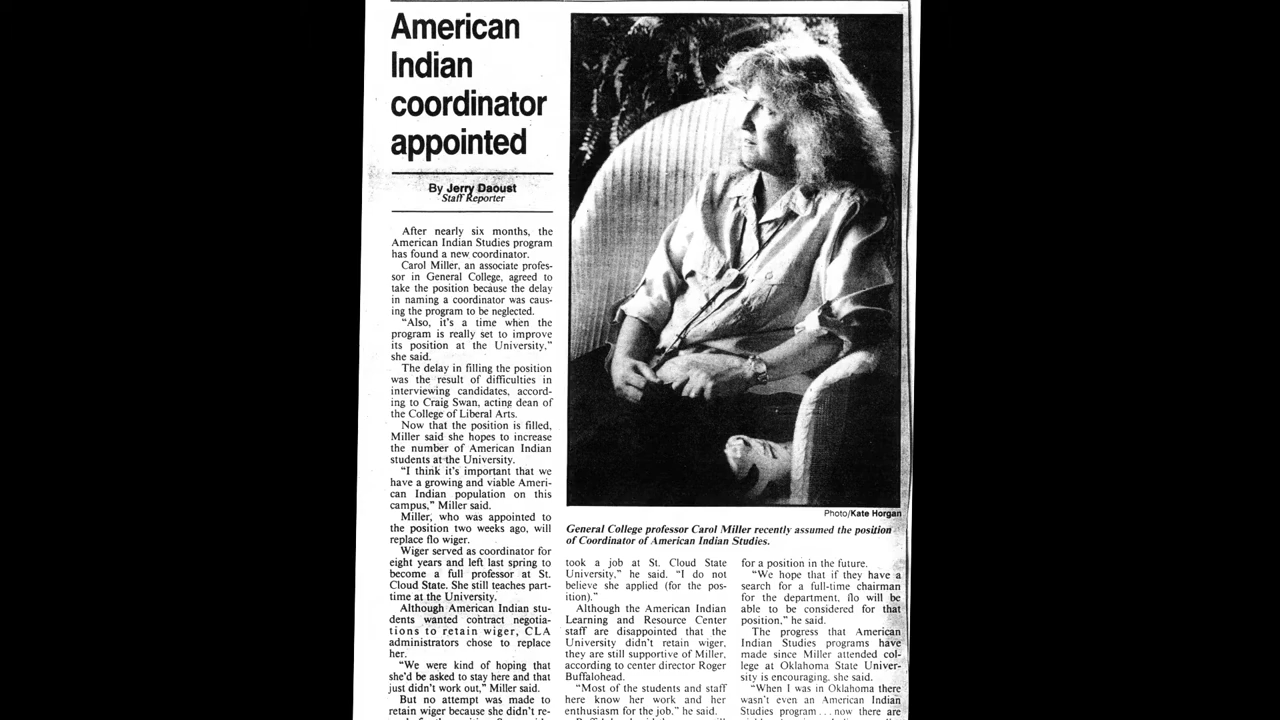 American
Indian
coordinator
appointed
By Jerry Daoust
Staff Reporter
After nearly six months, the
American Indian Studies program
has found a new coordinator.
Carol Miller, an associate profes-
sor in General College, agreed to
take the position because the delay
in naming a coordinator was caus-
ing the program to be neglected.
"Also, it's a time when the
program is really set to improve
its position at the University,"
she said.
The delay in filling the position
was the result of difficulties in
interviewing candidates, accord-
ing to Craig Swan, acting dean of
the College of Liberal Arts.
Now that the position is filled,
Miller said she hopes to increase
the number of American Indian
students at the University.
"I think it's important that we
have a growing and viable Ameri-
can Indian population on this
campus," Miller said.
Miller, who was appointed to
the position two weeks ago, will
replace flo wiger.
Wiger served as coordinator for
eight years and left last spring to
become a full professor at St.
Cloud State. She still teaches part-
time at the University.
Although American Indian stu-
dents wanted contract negotia-
tions to retain wiger, CLA
administrators chose to replace
her.
"We were kind of hoping that
she'd be asked to stay here and that
just didn't work out," Miller said.
But no attempt was made to
retain wiger because she didn't re-
Photo/Kate Horgan
General College professor Carol Miller recently assumed the position
of Coordinator of American Indian Studies.
took a job at St. Cloud State
University," he said. "I do not
believe she applied (for the pos-
ition)."
Although the American Indian
Learning and Resource Center
staff are disappointed that the
University didn't retain wiger,
they are still supportive of Miller,
according to center director Roger
Buffalohead.
"Most of the students and staff
here know her work and her
enthusiasm for the job," he said.
for a position in the future.
"We hope that if they have a
search for a full-time chairman
for the department, flo will be
able to be considered for that
position," he said.
The progress that American
Indian Studies programs have
made since Miller attended col-
lege at Oklahoma State Univer-
sity is encouraging, she said.
"When I was in Oklahoma there
wasn't even an American Indian
Studies program . . . now there are